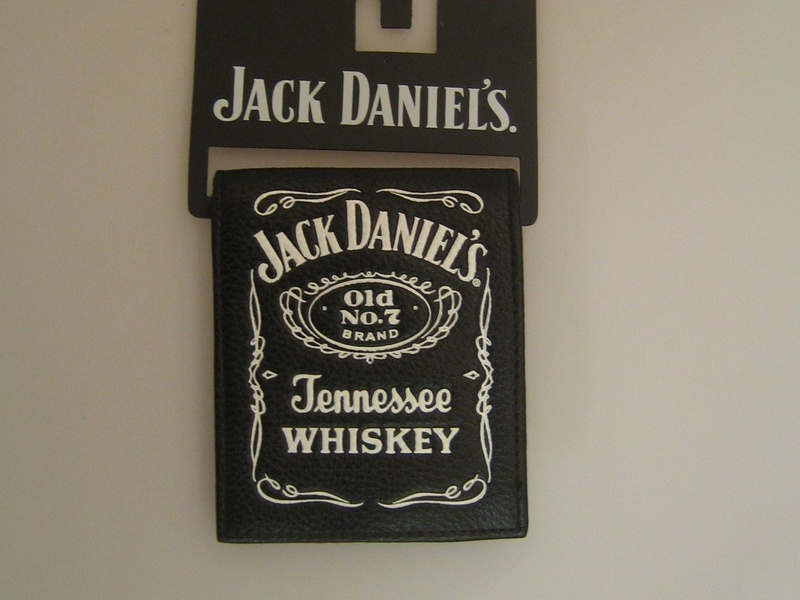 JACK DANIEL'S.
JACK DANIEL'S®
Old
No.7
BRAND
Tennessee
WHISKEY